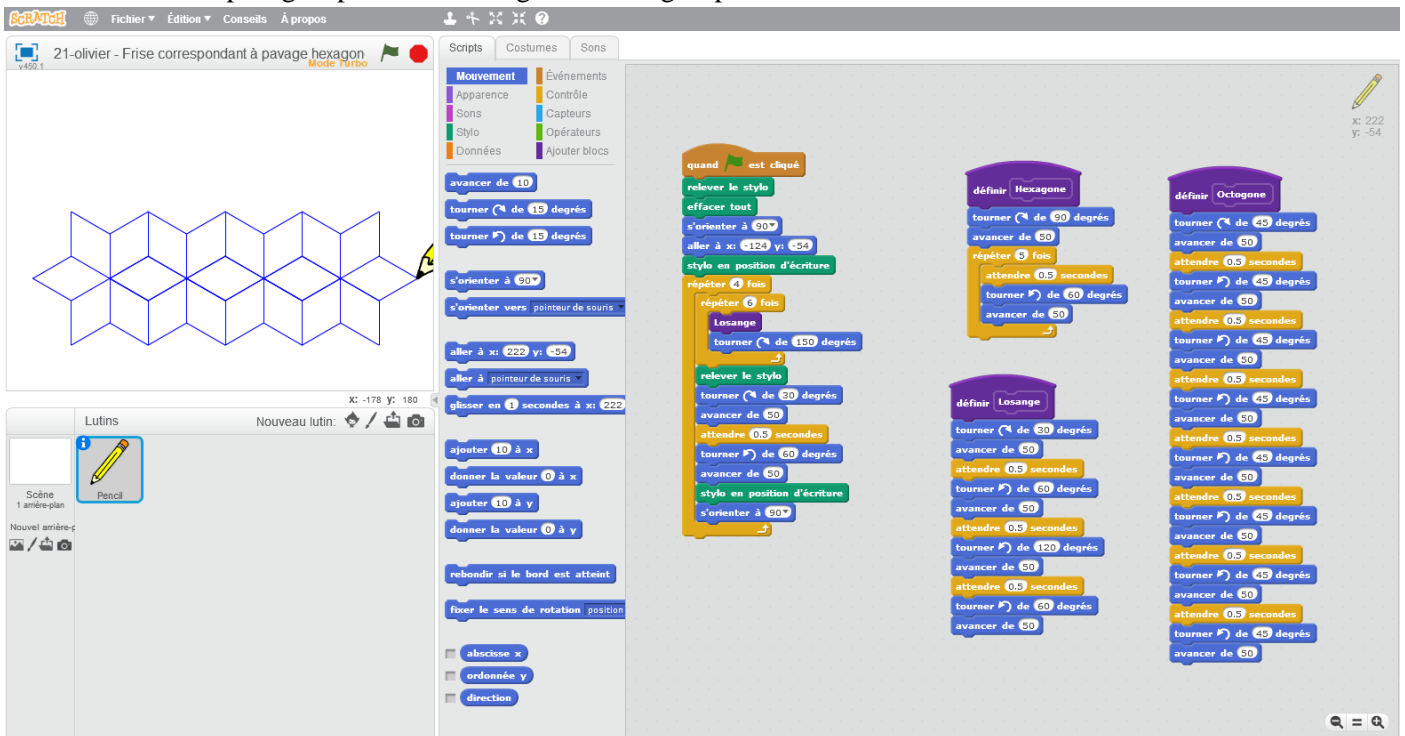 SCRATCH Fichier Édition Conseils À propos
21-olivier - Frise correspondant à pavage hexagon
v450.1
Mode Turbo
x: -178 y: 180
Lutins
Nouveau lutin:
Scène
1 arrière-plan
Pencil
Nouvel arrière-p
Scripts Costumes Sons
Mouvement Événements
Apparence Contrôle
Sons Capteurs
Stylo Opérateurs
Données Ajouter blocs
avancer de 10
tourner de 15 degrés
tourner de 15 degrés
s'orienter à 90
s'orienter vers pointeur de souris
aller à x: 222 y: -54
aller à pointeur de souris
glisser en 1 secondes à x: 222
ajouter 10 à x
donner la valeur 0 à x
ajouter 10 à y
donner la valeur 0 à y
rebondir si le bord est atteint
fixer le sens de rotation position
abscisse x
ordonnée y
direction
x: 222
y: -54
quand est cliqué
relever le stylo
effacer tout
s'orienter à 90
aller à x: -124 y: -54
stylo en position d'écriture
répéter 4 fois
répéter 6 fois
Losange
tourner de 150 degrés
relever le stylo
tourner de 30 degrés
avancer de 50
attendre 0.5 secondes
tourner de 60 degrés
avancer de 50
stylo en position d'écriture
s'orienter à 90
définir Hexagone
tourner de 90 degrés
avancer de 50
répéter 5 fois
attendre 0.5 secondes
tourner de 60 degrés
avancer de 50
définir Losange
tourner de 30 degrés
avancer de 50
attendre 0.5 secondes
tourner de 60 degrés
avancer de 50
attendre 0.5 secondes
tourner de 120 degrés
avancer de 50
attendre 0.5 secondes
tourner de 60 degrés
avancer de 50
définir Octogone
tourner de 45 degrés
avancer de 50
attendre 0.5 secondes
tourner de 45 degrés
avancer de 50
attendre 0.5 secondes
tourner de 45 degrés
avancer de 50
attendre 0.5 secondes
tourner de 45 degrés
avancer de 50
attendre 0.5 secondes
tourner de 45 degrés
avancer de 50
attendre 0.5 secondes
tourner de 45 degrés
avancer de 50
attendre 0.5 secondes
tourner de 45 degrés
avancer de 50
attendre 0.5 secondes
tourner de 45 degrés
avancer de 50